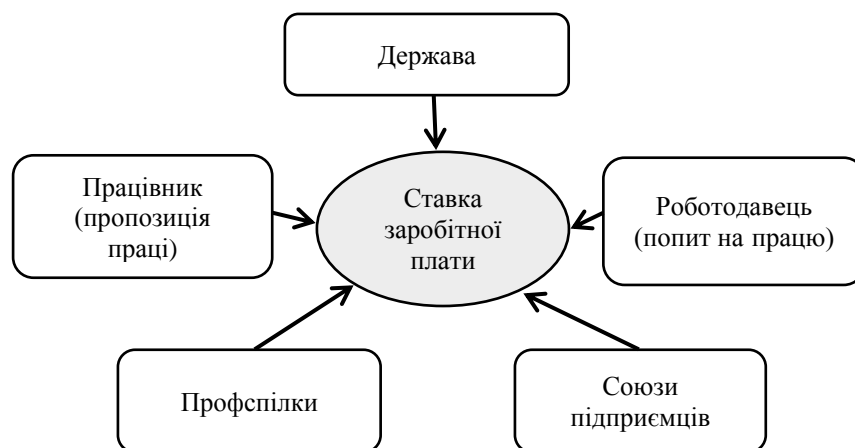 Держава
Працівник
(пропозиція
праці)
Ставка
заробітної
плати
Роботодавець
(попит на працю)
Профспілки
Союзи
підприємців